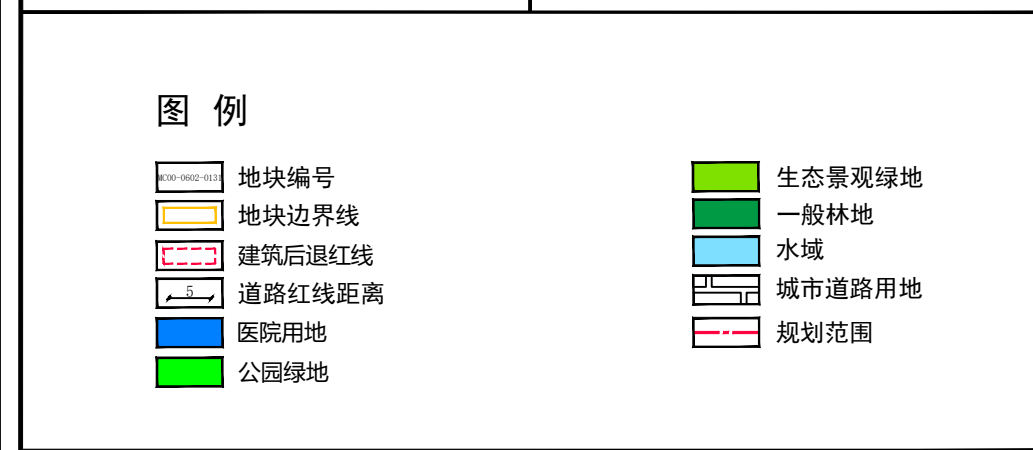 图 例
MC00-0602-0131
地块编号
地块边界线
建筑后退红线
5
道路红线距离
医院用地
公园绿地
生态景观绿地
一般林地
水域
城市道路用地
规划范围